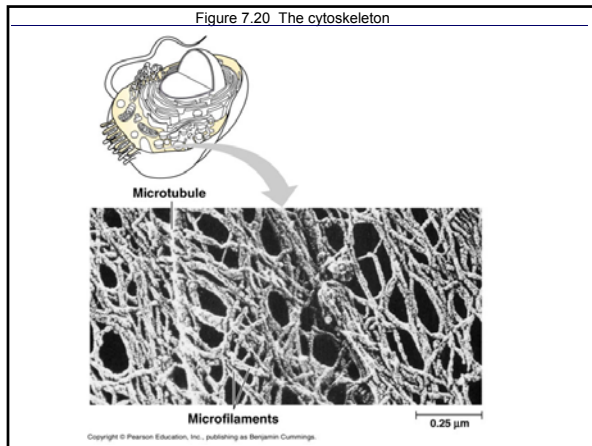 Figure 7.20 The cytoskeleton
Microtubule
Microfilaments
0.25 μm
Copyright © Pearson Education, Inc., publishing as Benjamin Cummings.